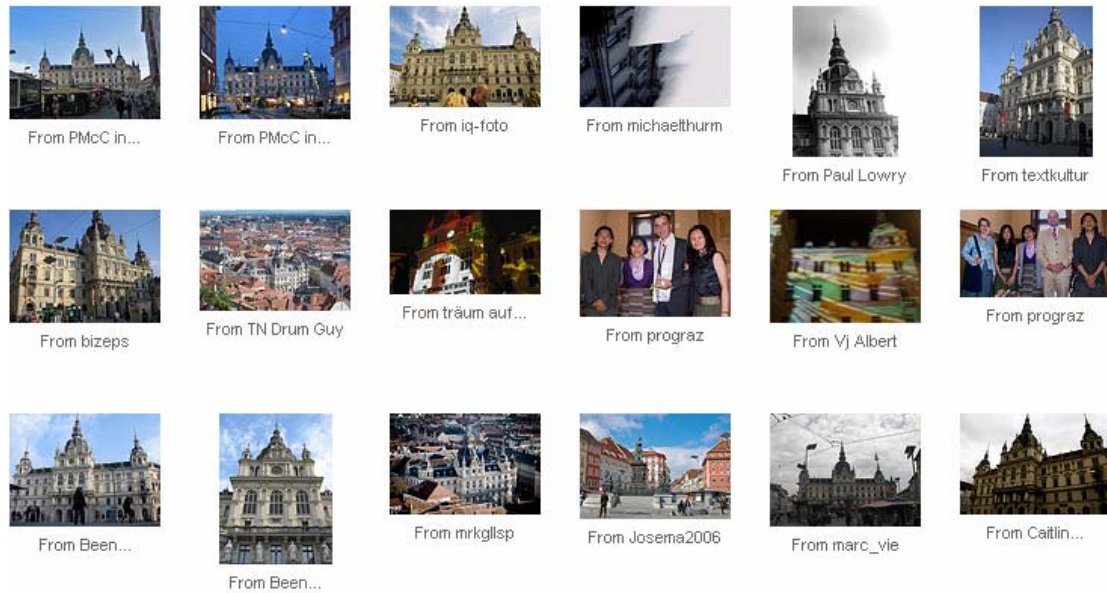 From PMcC in...
From PMcC in...
From iq-foto
From michaelthurm
From Paul Lowry
From textkultur
From bizeps
From TN Drum Guy
From träum auf...
From prograz
From Vj Albert
From prograz
From Been...
From Been...
From mrkgllsp
From Josema2006
From marc_vie
From Caitlin...